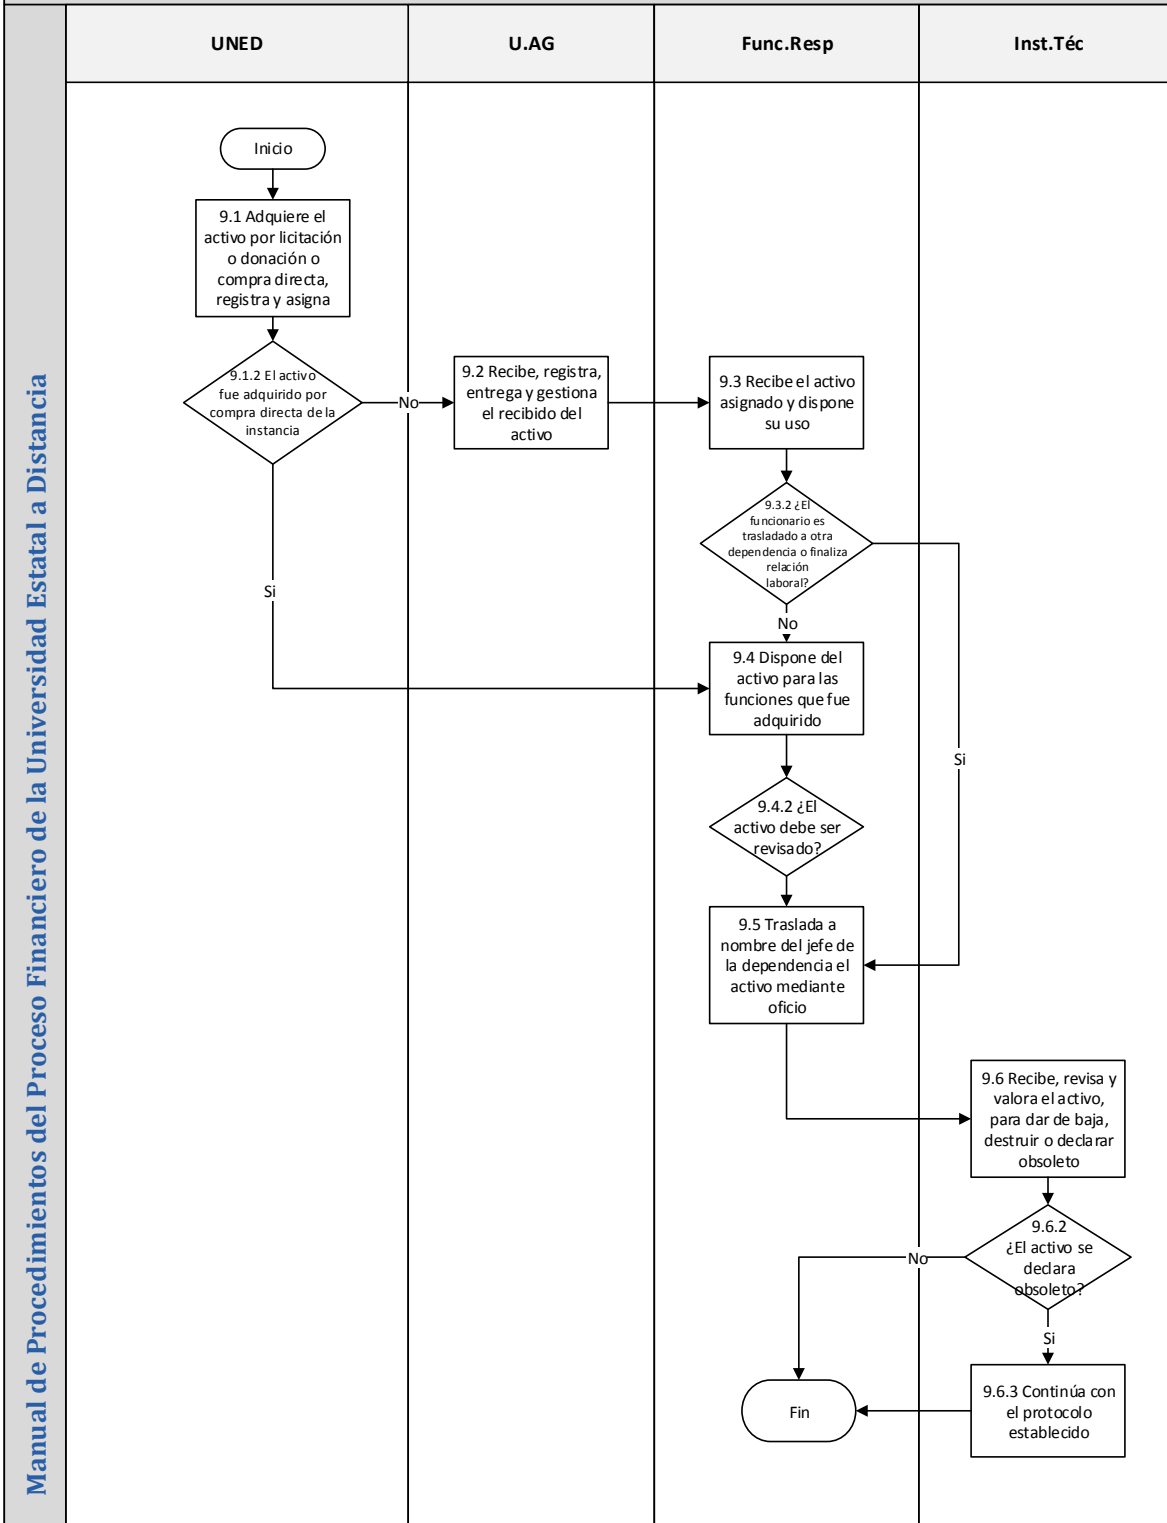 Manual de Procedimientos del Proceso Financiero de la Universidad Estatal a Distancia
UNED
U.AG
Func.Resp
Inst.Téc
Inicio
9.1 Adquiere el
activo por licitación
o donación o
compra directa,
registra y asigna
9.1.2 El activo
fue adquirido por
compra directa de la
instancia
No
9.2 Recibe, registra,
entrega y gestiona
el recibido del
activo
9.3 Recibe el activo
asignado y dispone
su uso
9.3.2 ¿El
funcionario es
trasladado a otra
dependencia o finaliza
relación
laboral?
Si
No
9.4 Dispone del
activo para las
funciones que fue
adquirido
Si
9.4.2 ¿El
activo debe ser
revisado?
9.5 Traslada a
nombre del jefe de
la dependencia el
activo mediante
oficio
9.6 Recibe, revisa y
valora el activo,
para dar de baja,
destruir o declarar
obsoleto
9.6.2
¿El activo se
declara
obsoleto?
No
Si
9.6.3 Continúa con
el protocolo
establecido
Fin